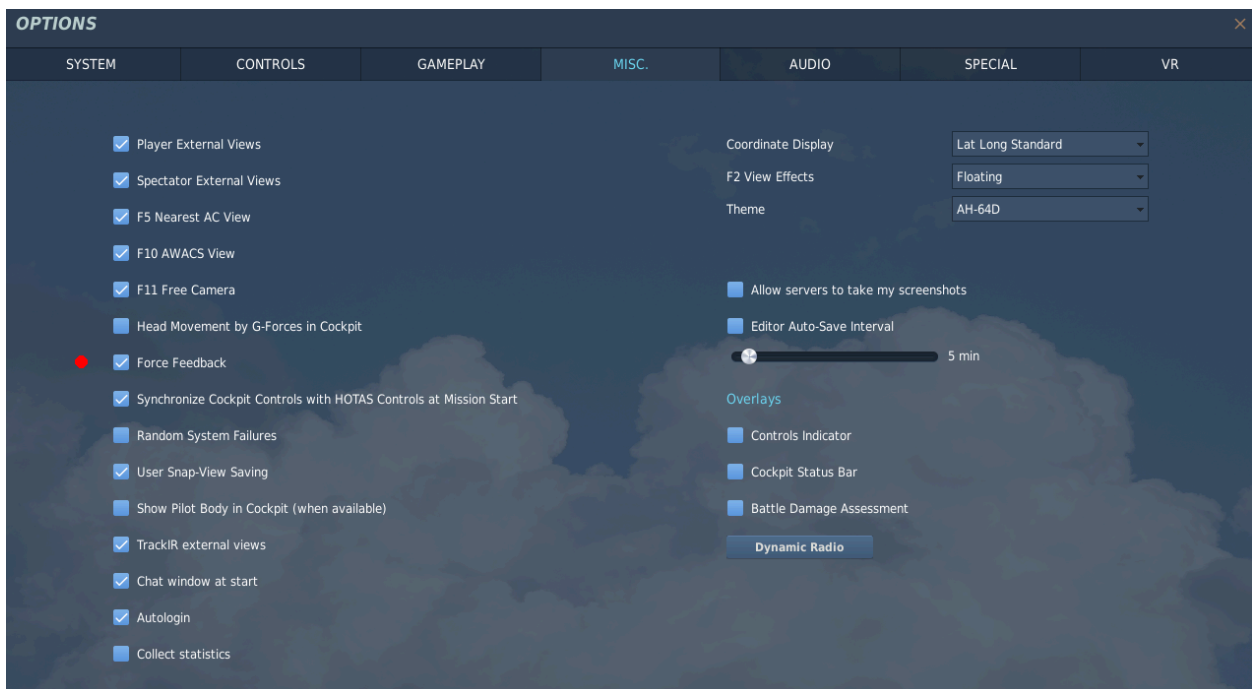 OPTIONS
SYSTEM CONTROLS GAMEPLAY MISC. AUDIO SPECIAL VR
Player External Views
Spectator External Views
F5 Nearest AC View
F10 AWACS View
F11 Free Camera
Head Movement by G-Forces in Cockpit
Force Feedback
Synchronize Cockpit Controls with HOTAS Controls at Mission Start
Random System Failures
User Snap-View Saving
Show Pilot Body in Cockpit (when available)
TrackIR external views
Chat window at start
Autologin
Collect statistics
Coordinate Display Lat Long Standard
F2 View Effects Floating
Theme AH-64D
Allow servers to take my screenshots
Editor Auto-Save Interval
5 min
Overlays
Controls Indicator
Cockpit Status Bar
Battle Damage Assessment
Dynamic Radio